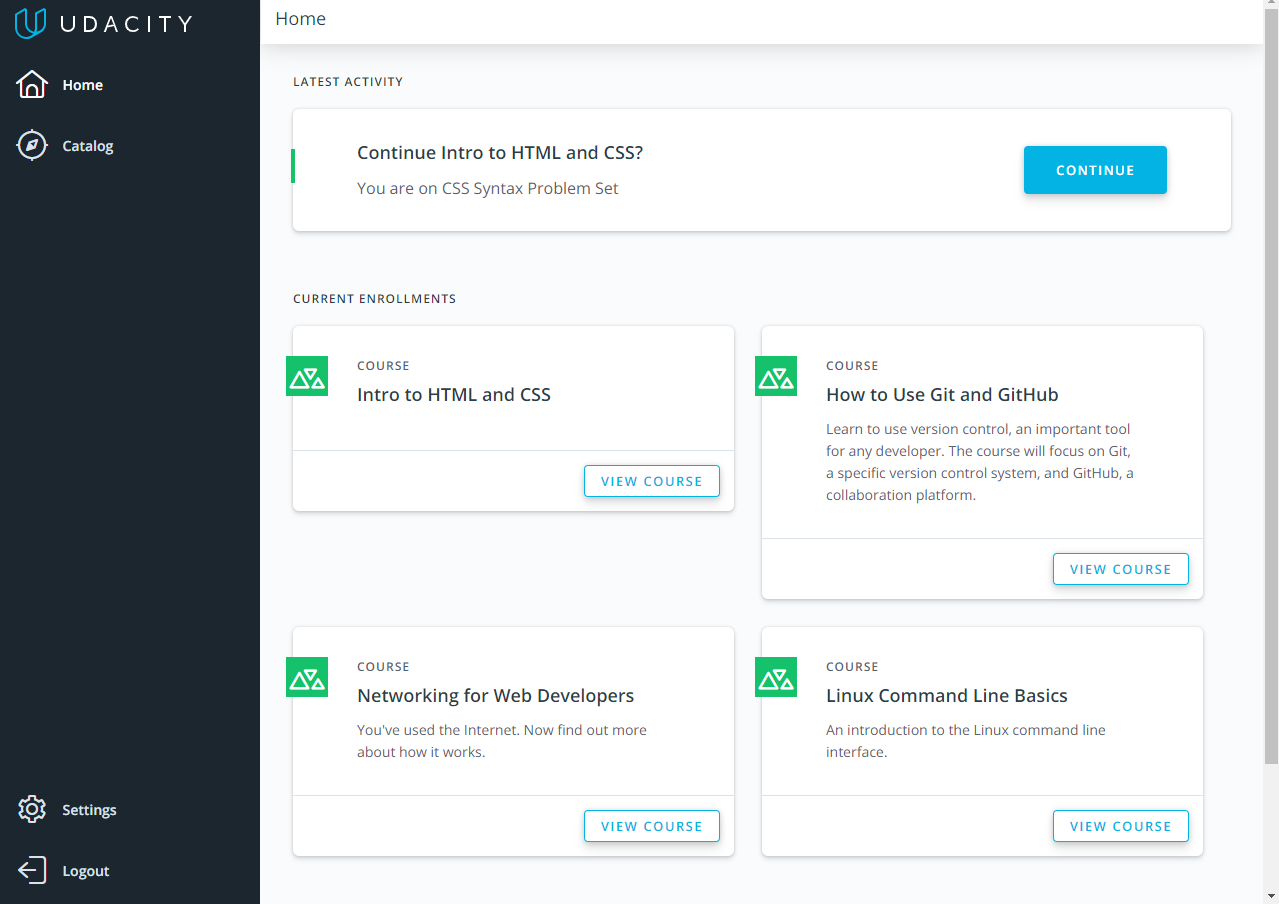 UDACITY
Home
Catalog
Settings
Logout
Home
LATEST ACTIVITY
Continue Intro to HTML and CSS?
You are on CSS Syntax Problem Set
CONTINUE
CURRENT ENROLLMENTS
COURSE
Intro to HTML and CSS
VIEW COURSE
COURSE
How to Use Git and GitHub
Learn to use version control, an important tool
for any developer. The course will focus on Git,
a specific version control system, and GitHub, a
collaboration platform.
VIEW COURSE
COURSE
Networking for Web Developers
You've used the Internet. Now find out more
about how it works.
VIEW COURSE
COURSE
Linux Command Line Basics
An introduction to the Linux command line
interface.
VIEW COURSE